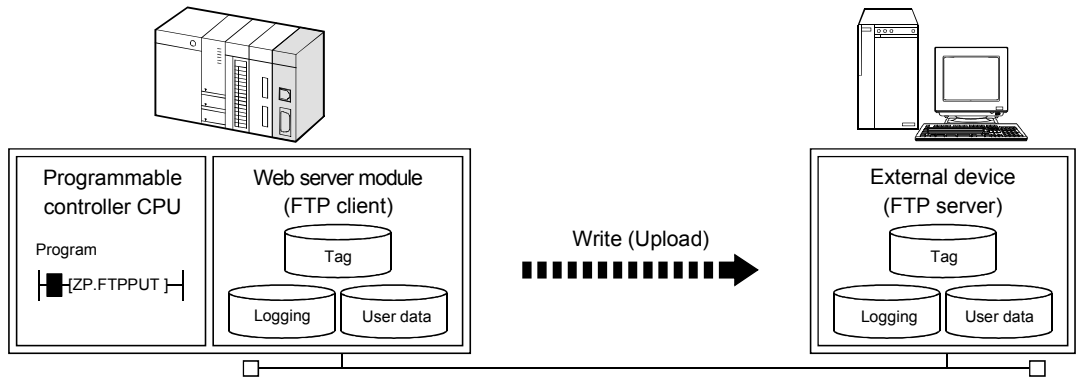 Programmable
controller CPU
Program
[ZP.FTPPUT ]
Web server module
(FTP client)
Tag
Logging
User data
Write (Upload)
External device
(FTP server)
Tag
Logging
User data